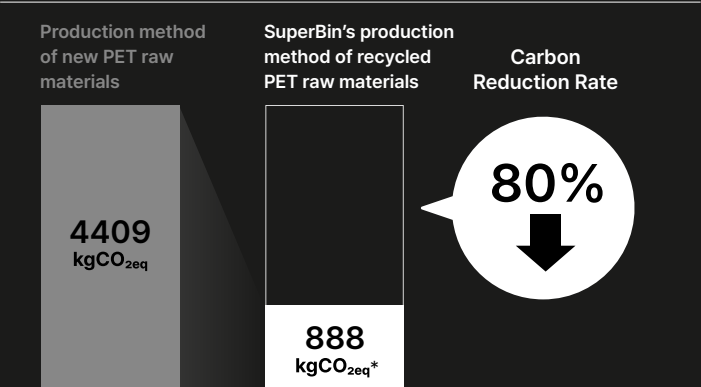 Production method
of new PET raw
materials
SuperBin's production
method of recycled
PET raw materials
Carbon
Reduction Rate
4409
kgCO₂eq
80%
888
kgCO₂eq*